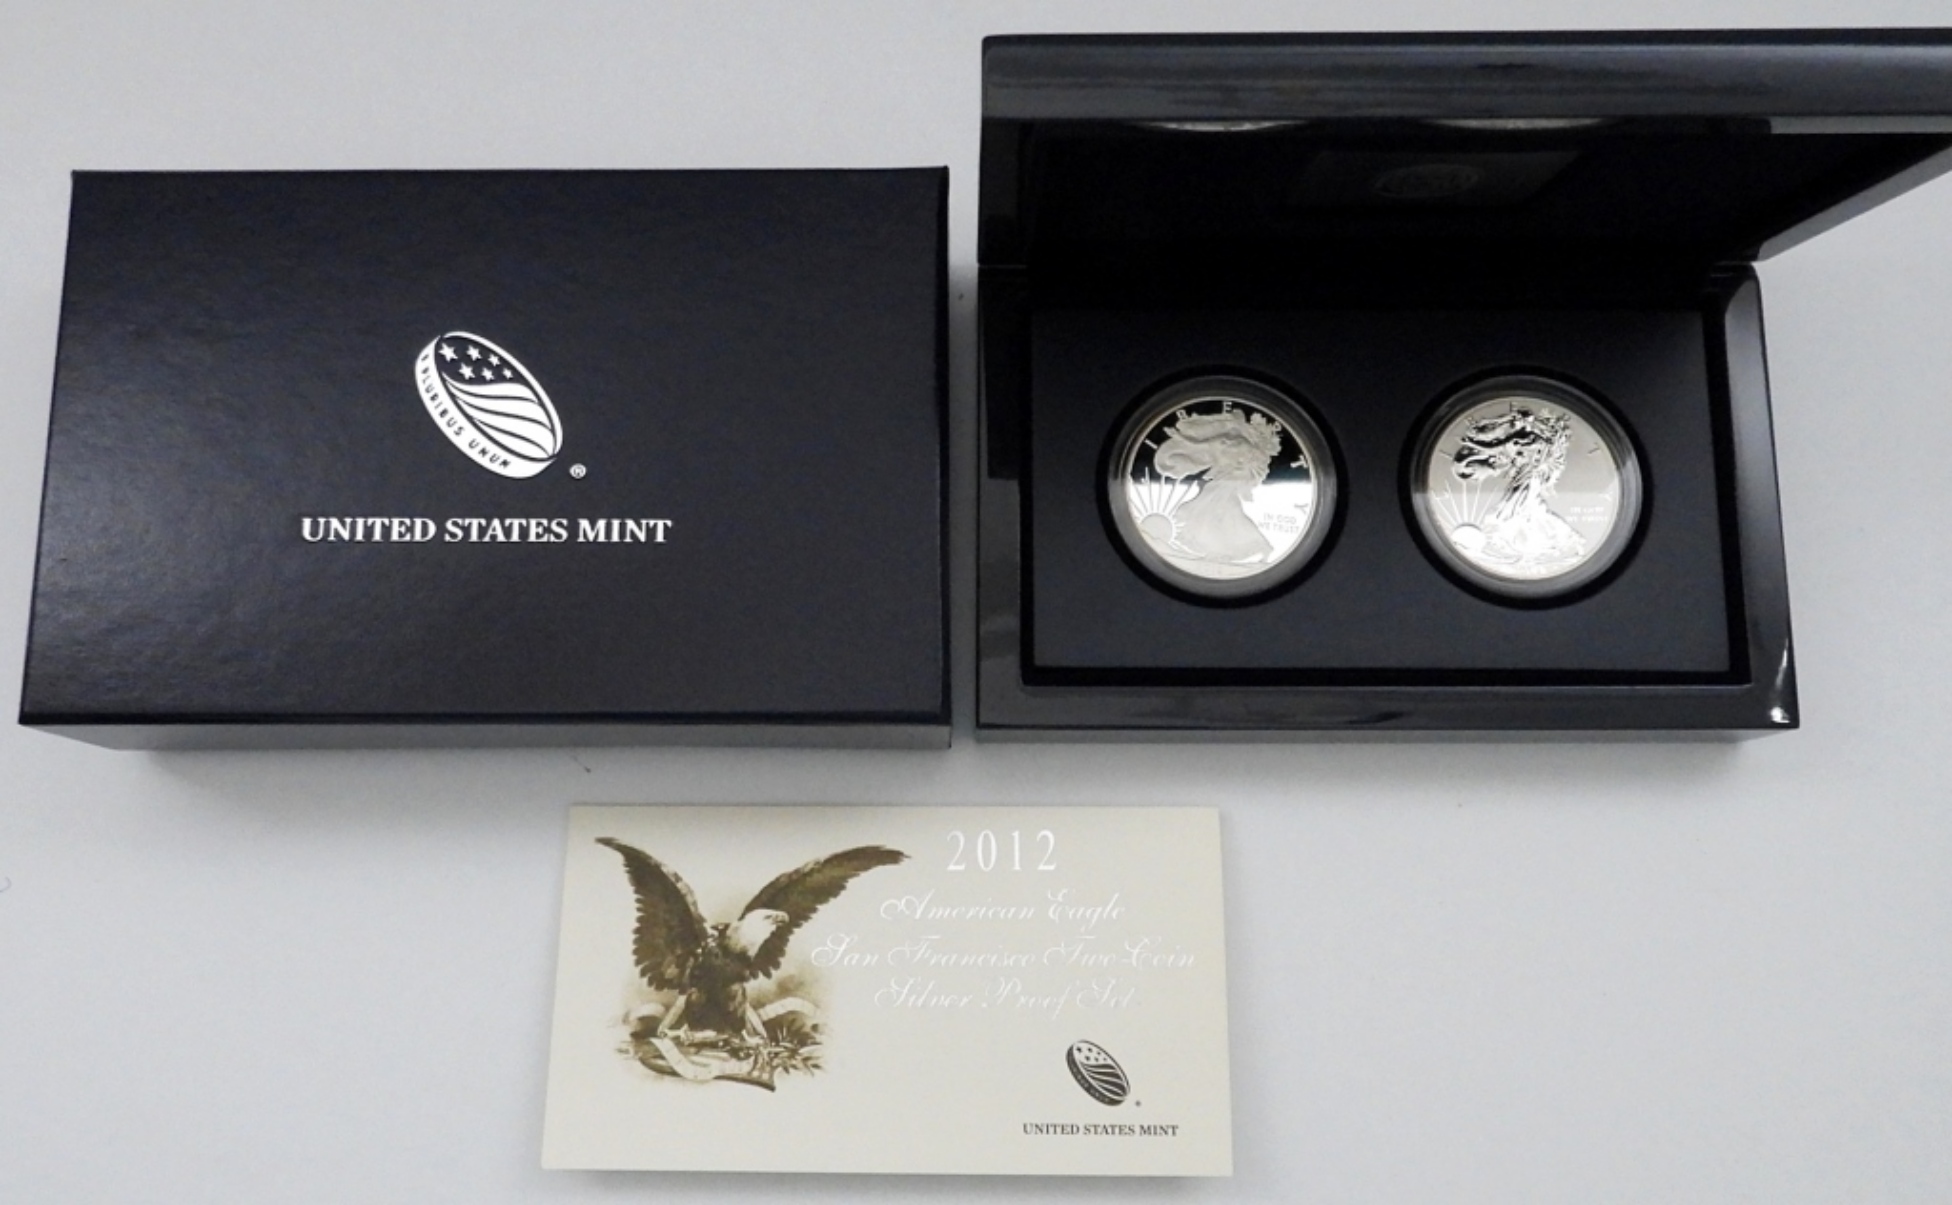 E PLURIBUS UNUM
®
UNITED STATES MINT
LIBERTY
IN GOD
WE TRUST
2012
American Eagle
San Francisco Two-Coin
Silver Proof Set
UNITED STATES MINT